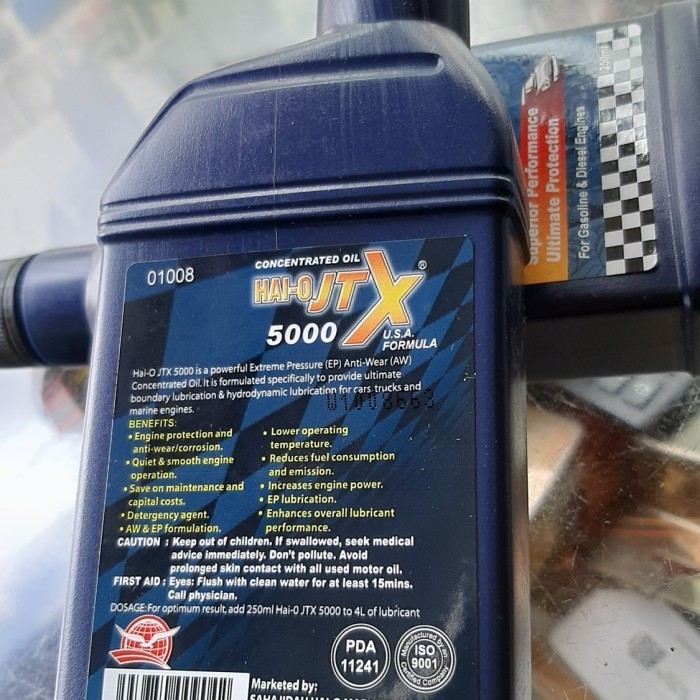 01008
CONCENTRATED OIL
HAI-O JTX®
5000 U.S.A.
FORMULA
Hai-O JTX 5000 is a powerful Extreme Pressure (EP) Anti-Wear (AW)
Concentrated Oil. It is formulated specifically to provide ultimate
boundary lubrication & hydrodynamic lubrication for cars, trucks and
marine engines.
01008663
BENEFITS:
• Engine protection and
anti-wear/corrosion.
• Quiet & smooth engine
operation.
• Save on maintenance and
capital costs.
• Detergency agent.
• AW & EP formulation.
• Lower operating
temperature.
• Reduces fuel consumption
and emission.
• Increases engine power.
• EP lubrication.
• Enhances overall lubricant
performance.
CAUTION : Keep out of children. If swallowed, seek medical
advice immediately. Don't pollute. Avoid
prolonged skin contact with all used motor oil.
FIRST AID : Eyes: Flush with clean water for at least 15mins.
Call physician.
DOSAGE: For optimum result, add 250ml Hai-O JTX 5000 to 4L of lubricant
PDA
11241
Manufactured by an
ISO
9001
Certified Company
Marketed by:
Superior Performance
Ultimate Protection
For Gasoline & Diesel Engines
250ml